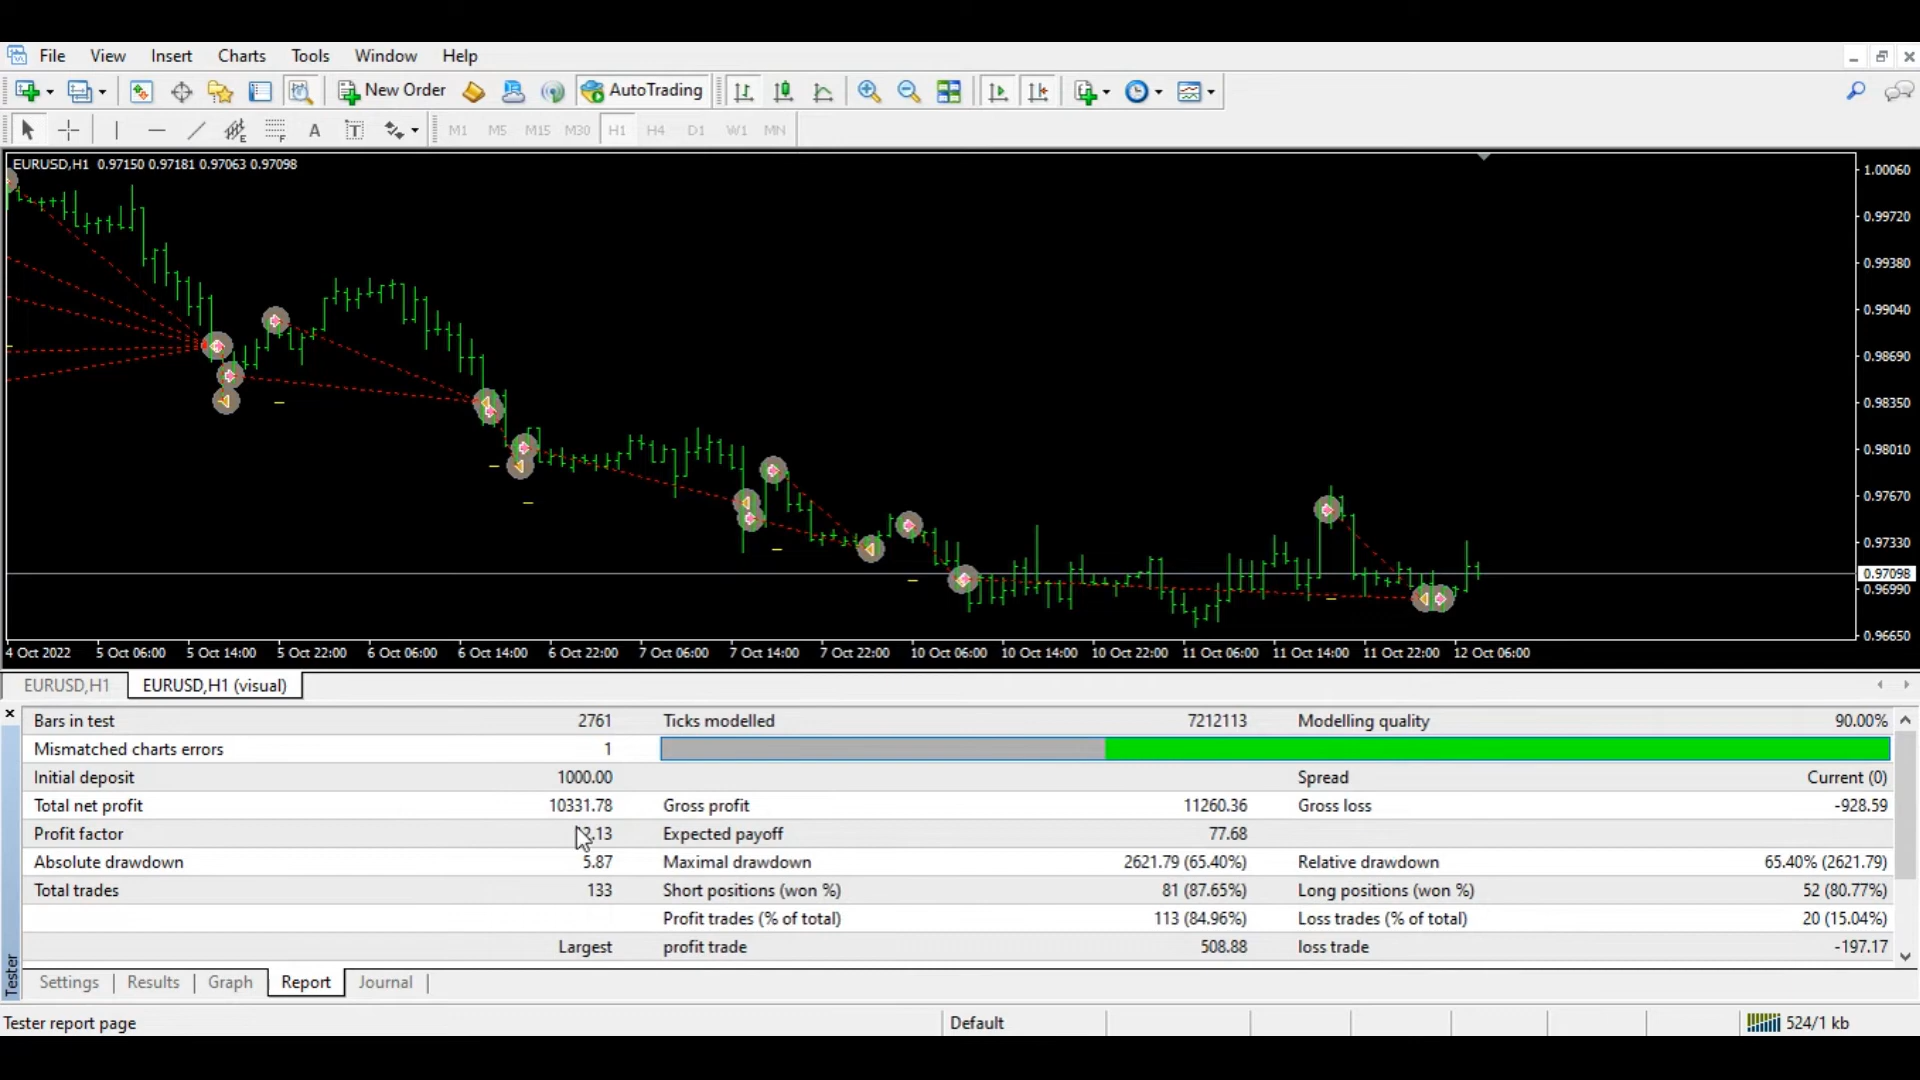 File View Insert Charts Tools Window Help
New Order AutoTrading
A T M1 M5 M15 M30 H1 H4 D1 W1 MN
EURUSD,H1 0.97150 0.97181 0.97063 0.97098
1.00060
0.99720
0.99380
0.99040
0.98690
0.98350
0.98010
0.97670
0.97330
0.97098
0.96990
0.96650
4 Oct 2022 5 Oct 06:00 5 Oct 14:00 5 Oct 22:00 6 Oct 06:00 6 Oct 14:00 6 Oct 22:00 7 Oct 06:00 7 Oct 14:00 7 Oct 22:00 10 Oct 06:00 10 Oct 14:00 10 Oct 22:00 11 Oct 06:00 11 Oct 14:00 11 Oct 22:00 12 Oct 06:00
EURUSD,H1 EURUSD,H1 (visual)
Bars in test 2761 Ticks modelled 7212113 Modelling quality 90.00%
Mismatched charts errors 1
Initial deposit 1000.00 Spread Current (0)
Total net profit 10331.78 Gross profit 11260.36 Gross loss -928.59
Profit factor .13 Expected payoff 77.68
Absolute drawdown 5.87 Maximal drawdown 2621.79 (65.40%) Relative drawdown 65.40% (2621.79)
Total trades 133 Short positions (won %) 81 (87.65%) Long positions (won %) 52 (80.77%)
Profit trades (% of total) 113 (84.96%) Loss trades (% of total) 20 (15.04%)
Largest profit trade 508.88 loss trade -197.17
Tester
Settings Results Graph Report Journal
Tester report page Default 524/1 kb